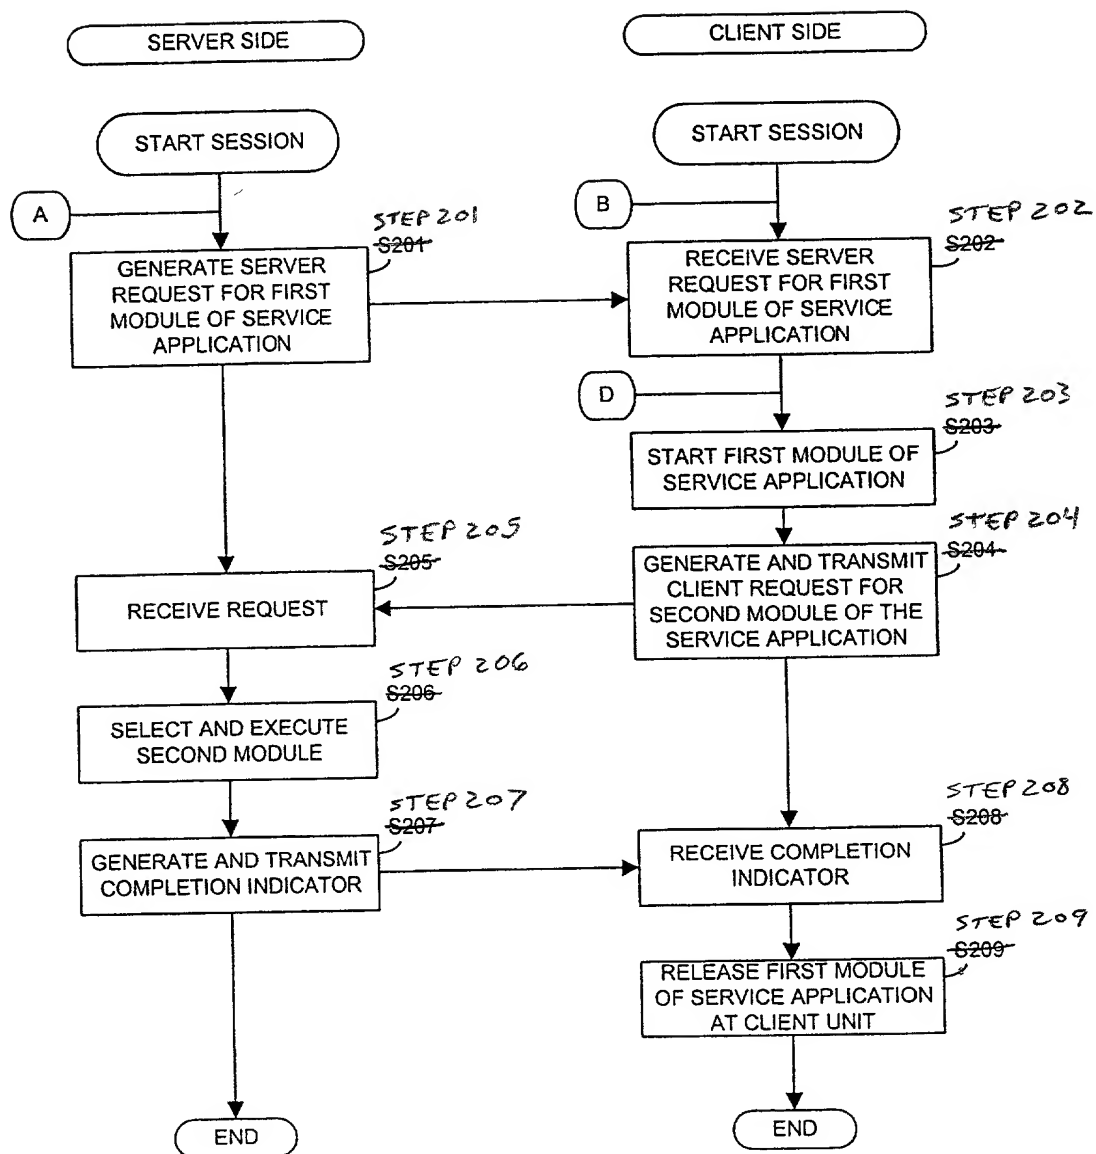 SERVER SIDE
CLIENT SIDE
START SESSION
START SESSION
A
B
STEP 201
S201
GENERATE SERVER
REQUEST FOR FIRST
MODULE OF SERVICE
APPLICATION
STEP 202
S202
RECEIVE SERVER
REQUEST FOR FIRST
MODULE OF SERVICE
APPLICATION
D
STEP 203
S203
START FIRST MODULE OF
SERVICE APPLICATION
STEP 204
S204
GENERATE AND TRANSMIT
CLIENT REQUEST FOR
SECOND MODULE OF THE
SERVICE APPLICATION
STEP 205
S205
RECEIVE REQUEST
STEP 206
S206
SELECT AND EXECUTE
SECOND MODULE
STEP 207
S207
GENERATE AND TRANSMIT
COMPLETION INDICATOR
STEP 208
S208
RECEIVE COMPLETION
INDICATOR
STEP 209
S209
RELEASE FIRST MODULE
OF SERVICE APPLICATION
AT CLIENT UNIT
END
END